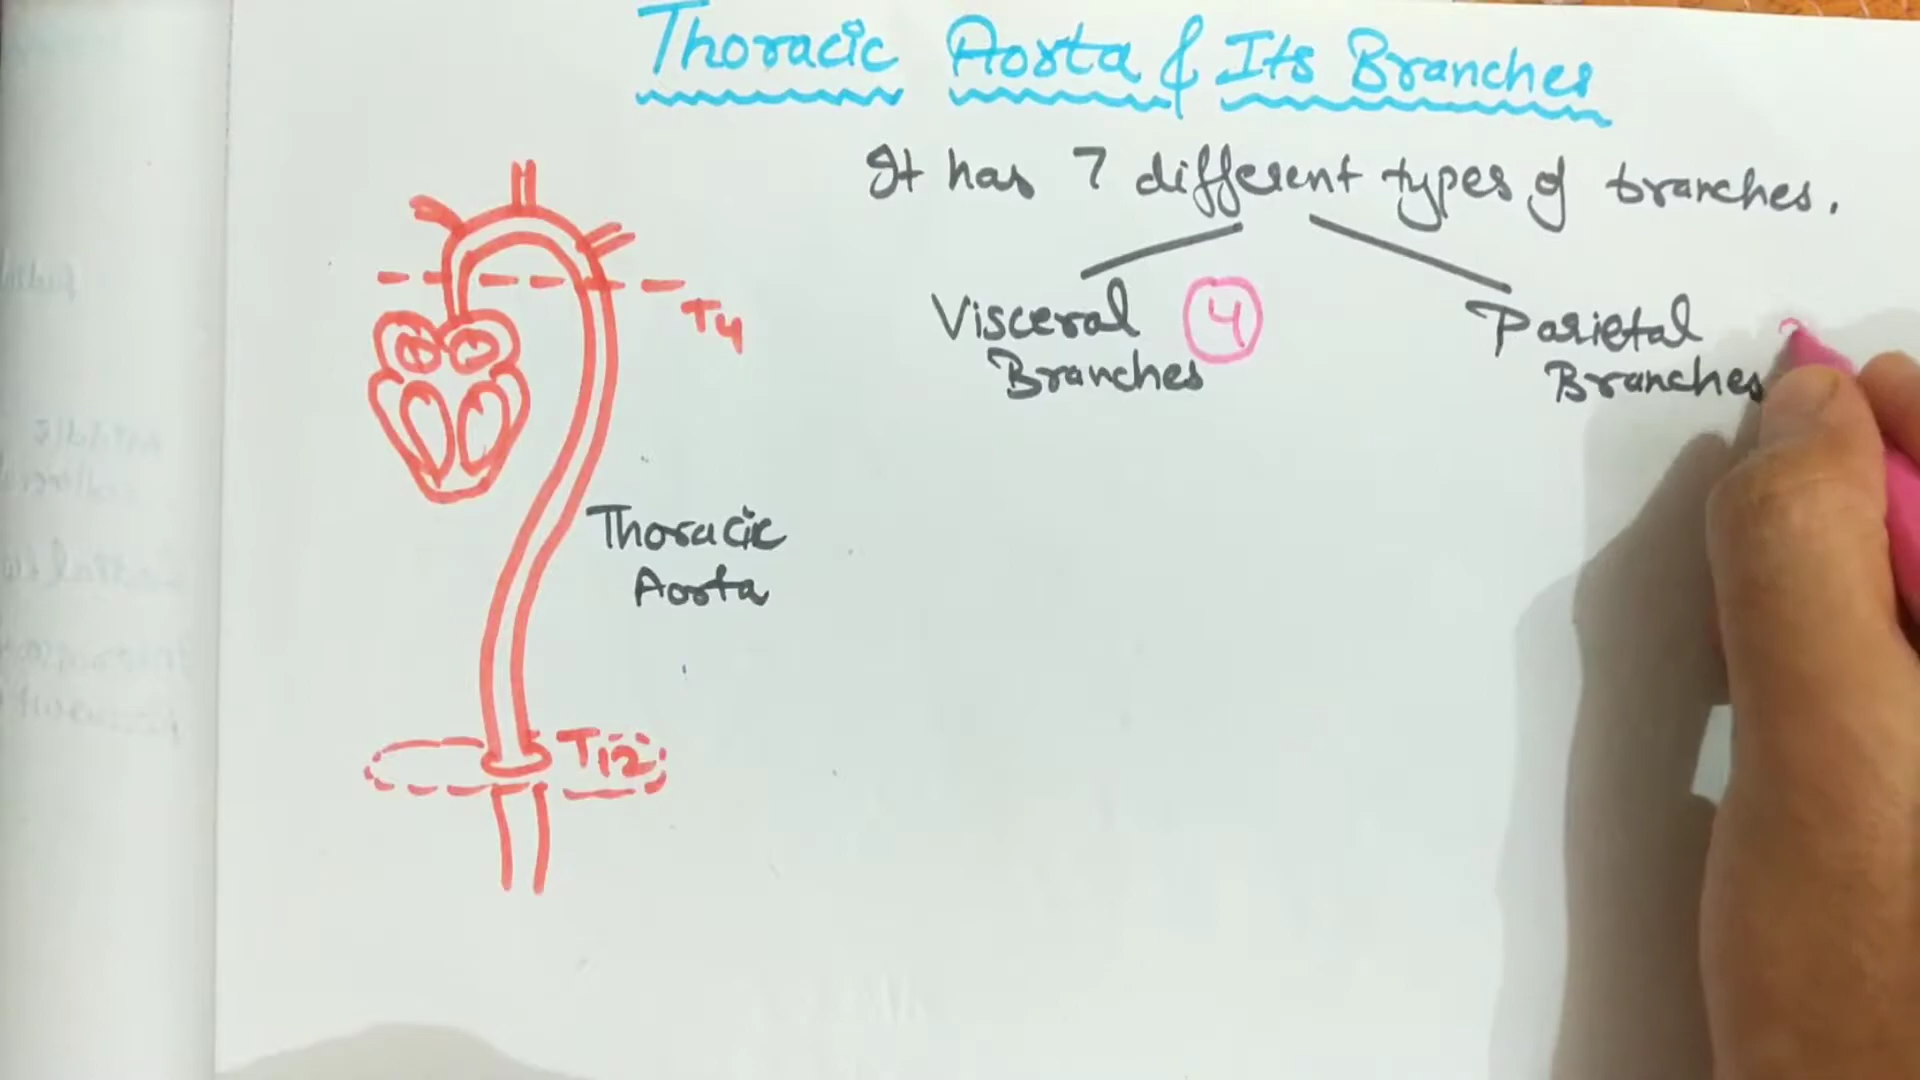 Thoracic Aorta & Its Branches
It has 7 different types of branches.
Visceral 4
Branches
Parietal
Branches
T4
Thoracic
Aorta
T12